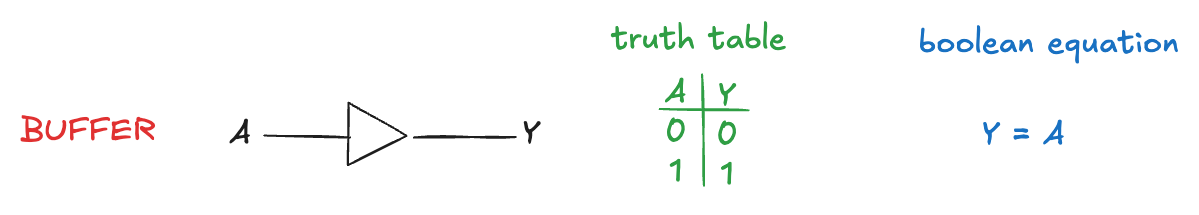 truth table
boolean equation
BUFFER
A
Y
A Y
0 0
1 1
Y = A